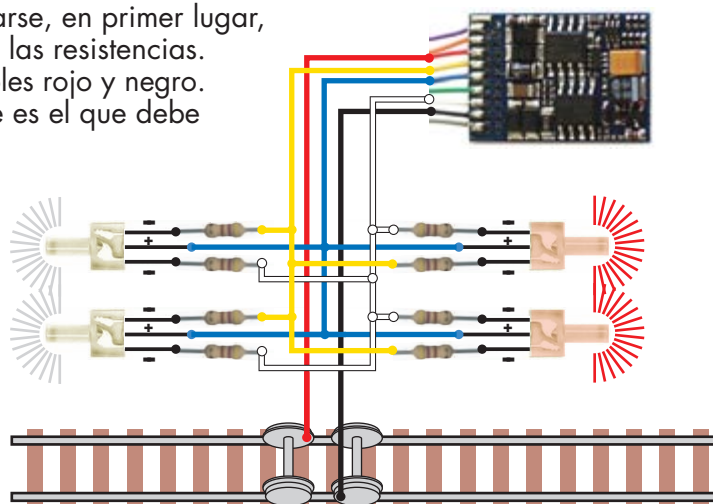 arse, en primer lugar,
las resistencias.
les rojo y negro.
e es el que debe
+
+
+
+